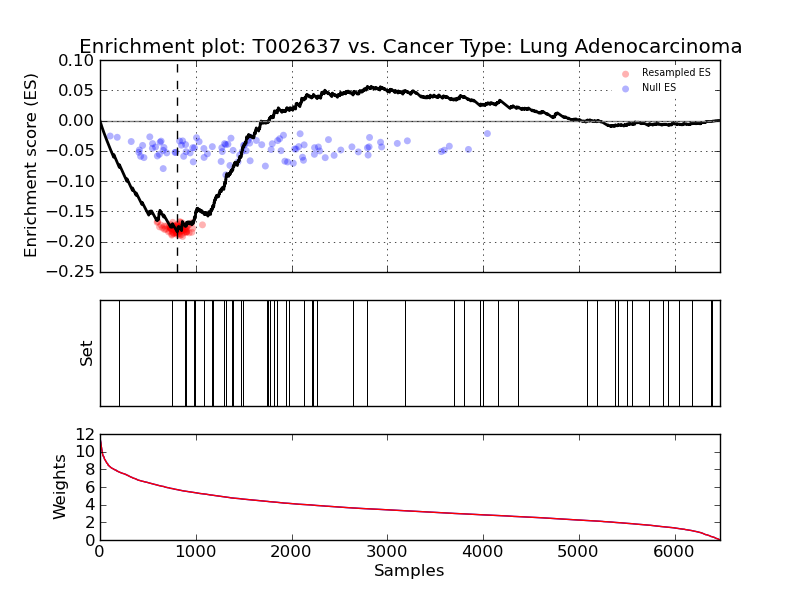 Enrichment plot: T002637 vs. Cancer Type: Lung Adenocarcinoma
Enrichment score (ES)
0.10
0.05
0.00
−0.05
−0.10
−0.15
−0.20
−0.25
Resampled ES
Null ES
Set
Weights
12
10
8
6
4
2
0
0 1000 2000 3000 4000 5000 6000
Samples